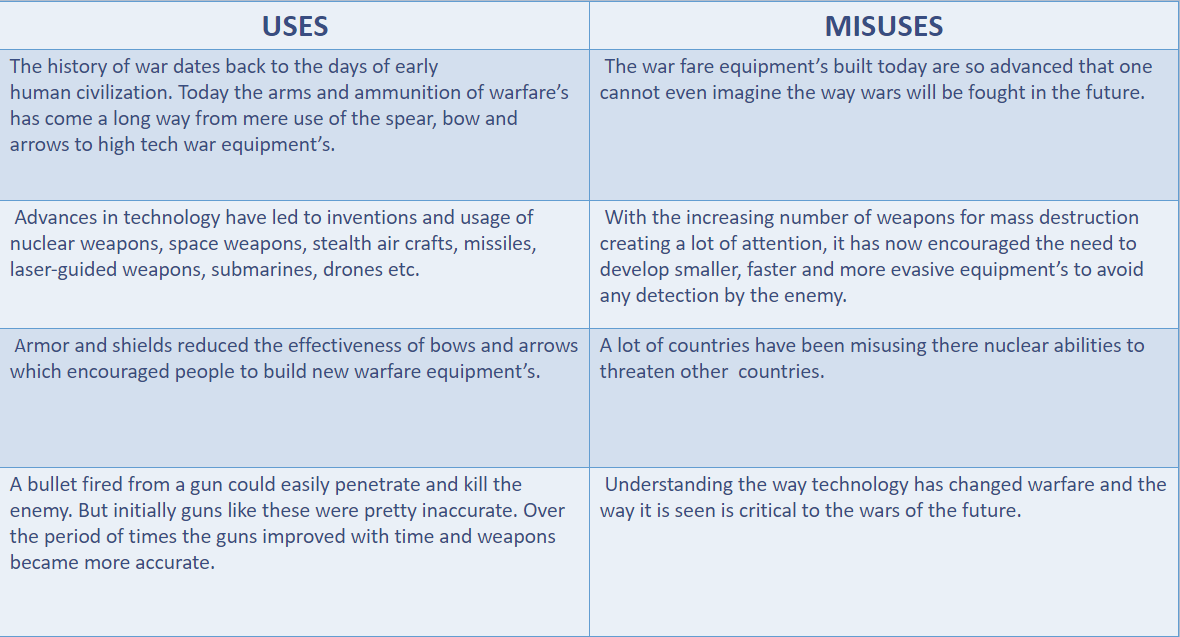 USES
MISUSES
The history of war dates back to the days of early
human civilization. Today the arms and ammunition of warfare’s
has come a long way from mere use of the spear, bow and
arrows to high tech war equipment’s.
The war fare equipment’s built today are so advanced that one
cannot even imagine the way wars will be fought in the future.
Advances in technology have led to inventions and usage of
nuclear weapons, space weapons, stealth air crafts, missiles,
laser-guided weapons, submarines, drones etc.
With the increasing number of weapons for mass destruction
creating a lot of attention, it has now encouraged the need to
develop smaller, faster and more evasive equipment’s to avoid
any detection by the enemy.
Armor and shields reduced the effectiveness of bows and arrows
which encouraged people to build new warfare equipment’s.
A lot of countries have been misusing there nuclear abilities to
threaten other  countries.
A bullet fired from a gun could easily penetrate and kill the
enemy. But initially guns like these were pretty inaccurate. Over
the period of times the guns improved with time and weapons
became more accurate.
Understanding the way technology has changed warfare and the
way it is seen is critical to the wars of the future.